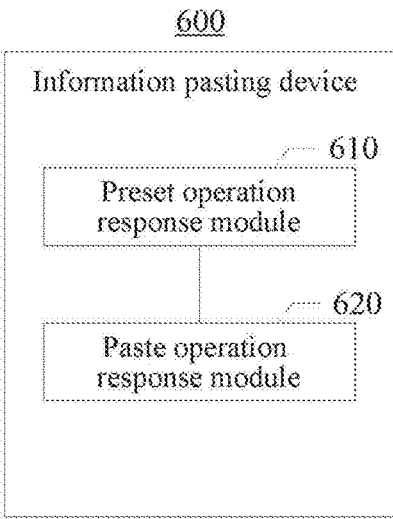 600
Information pasting device
610
Preset operation
response module
620
Paste operation
response module